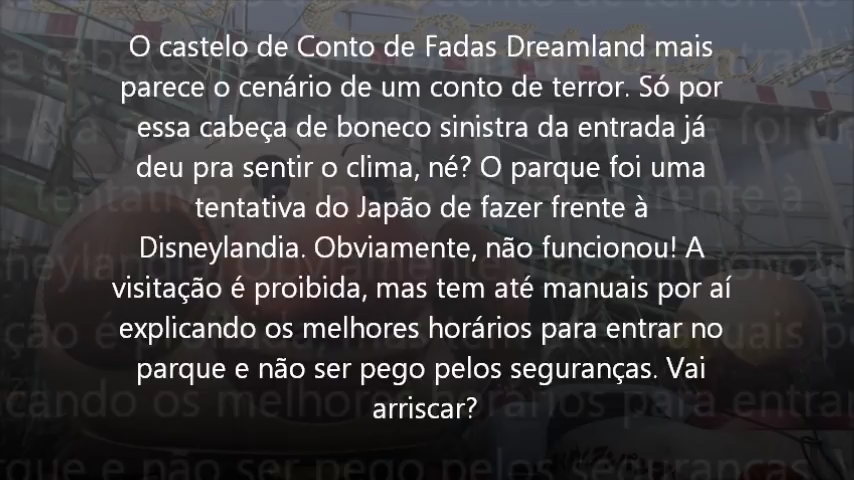 O castelo de Conto de Fadas Dreamland mais
parece o cenário de um conto de terror. Só por
essa cabeça de boneco sinistra da entrada já
deu pra sentir o clima, né? O parque foi uma
tentativa do Japão de fazer frente à
Disneylandia. Obviamente, não funcionou! A
visitação é proibida, mas tem até manuais por aí
explicando os melhores horários para entrar no
parque e não ser pego pelos seguranças. Vai
arriscar?